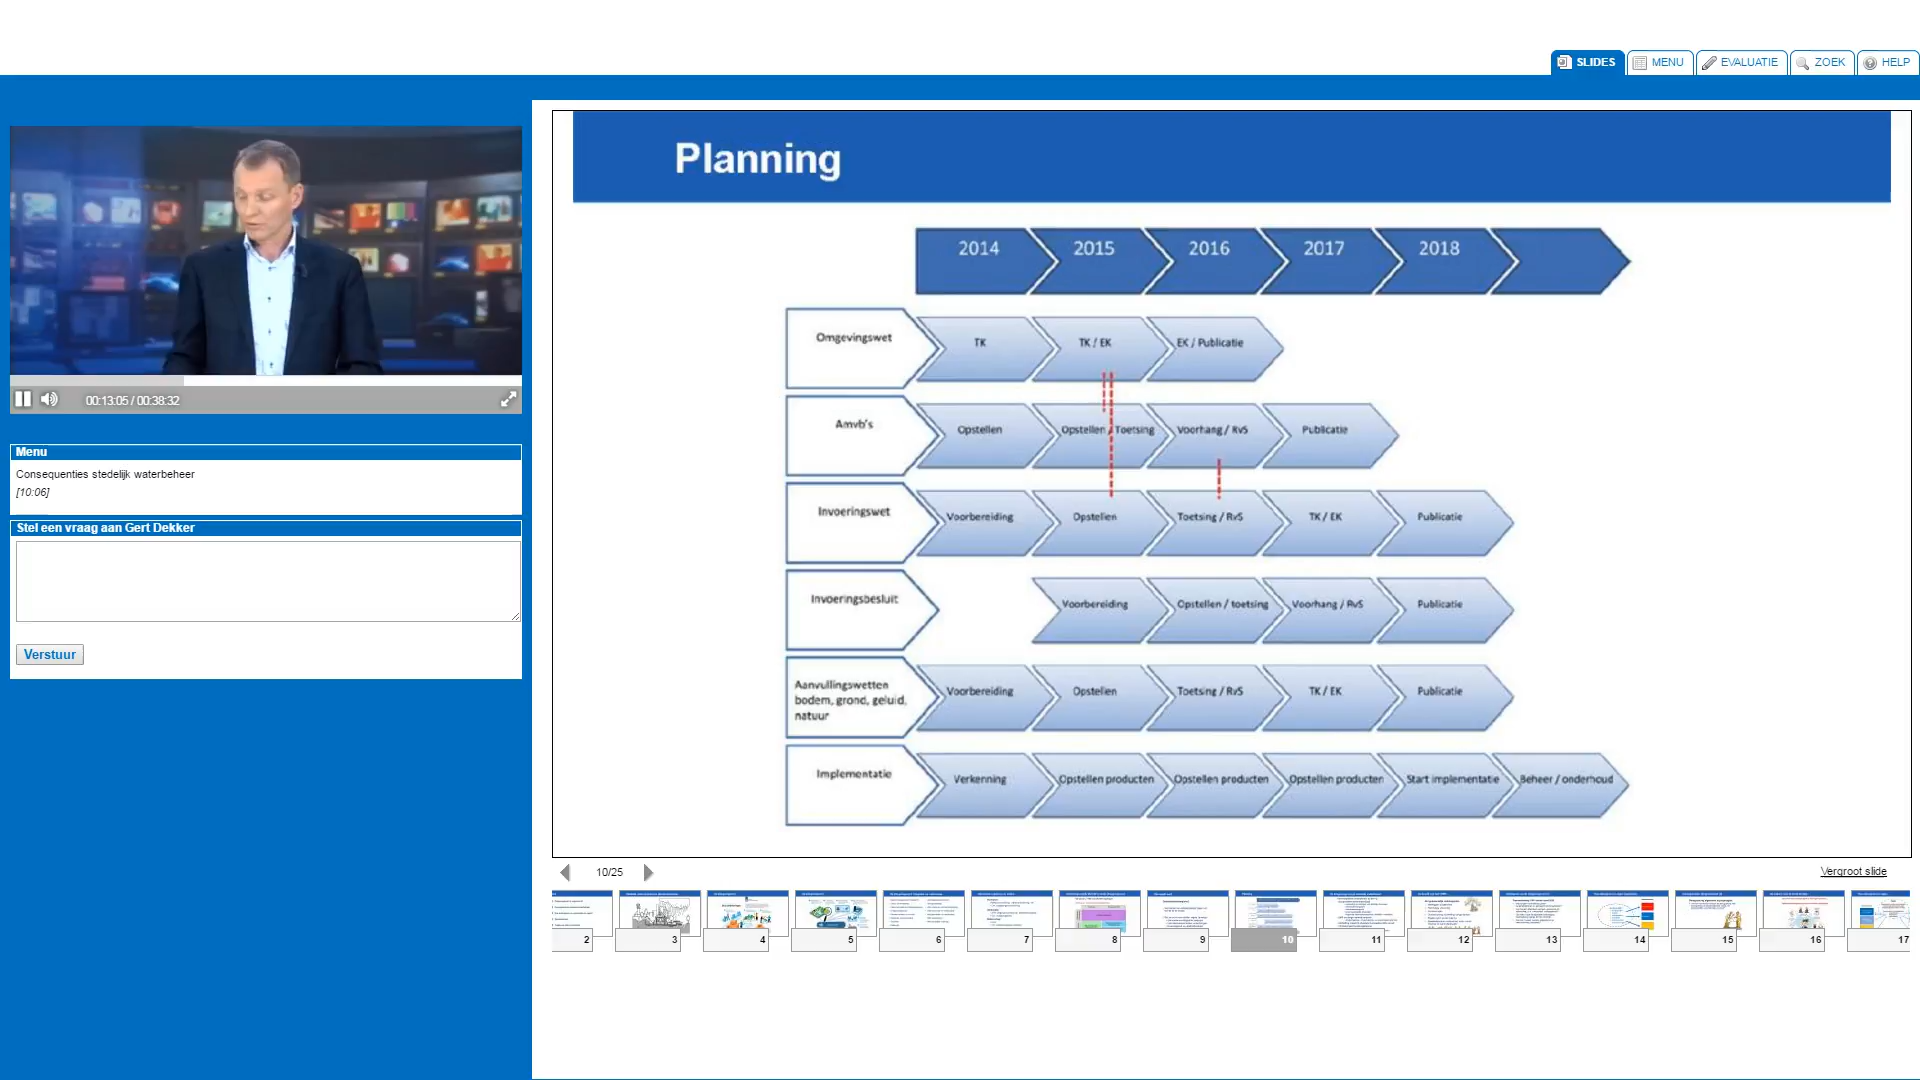 SLIDES
MENU
EVALUATIE
ZOEK
HELP
Planning
2014 2015 2016 2017 2018
Omgevingswet TK TK / EK EK / Publicatie
Amvb's Opstellen Opstellen / Toetsing Voorhang / RvS Publicatie
Invoeringswet Voorbereiding Opstellen Toetsing / RvS TK / EK Publicatie
Invoeringsbesluit Voorbereiding Opstellen / toetsing Voorhang / RvS Publicatie
Aanvullingswetten
bodem, grond, geluid,
natuur
Voorbereiding Opstellen Toetsing / RvS TK / EK Publicatie
Implementatie Verkenning Opstellen producten Opstellen producten Opstellen producten Start implementatie Beheer / onderhoud
00:13:05 / 00:38:32
Menu
Consequenties stedelijk waterbeheer
[10:06]
Stel een vraag aan Gert Dekker
Verstuur
10/25
Vergroot slide
2 3 4 5 6 7 8 9 10 11 12 13 14 15 16 17